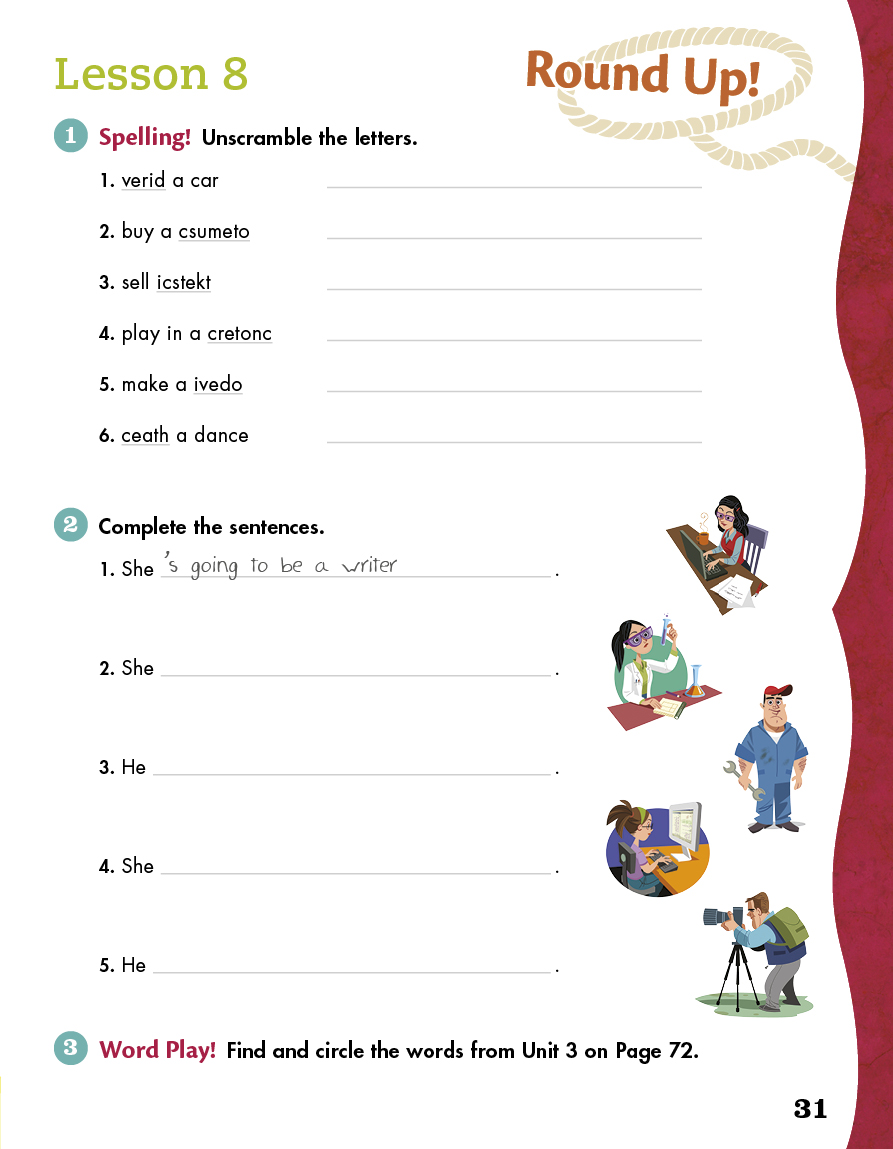 Lesson 8
Round Up!
1 Spelling! Unscramble the letters.
1. verid a car
2. buy a csumeto
3. sell icstekt
4. play in a cretonc
5. make a ivedo
6. ceath a dance
2 Complete the sentences.
1. She 's going to be a writer.
2. She .
3. He .
4. She .
5. He .
3 Word Play! Find and circle the words from Unit 3 on Page 72.
31